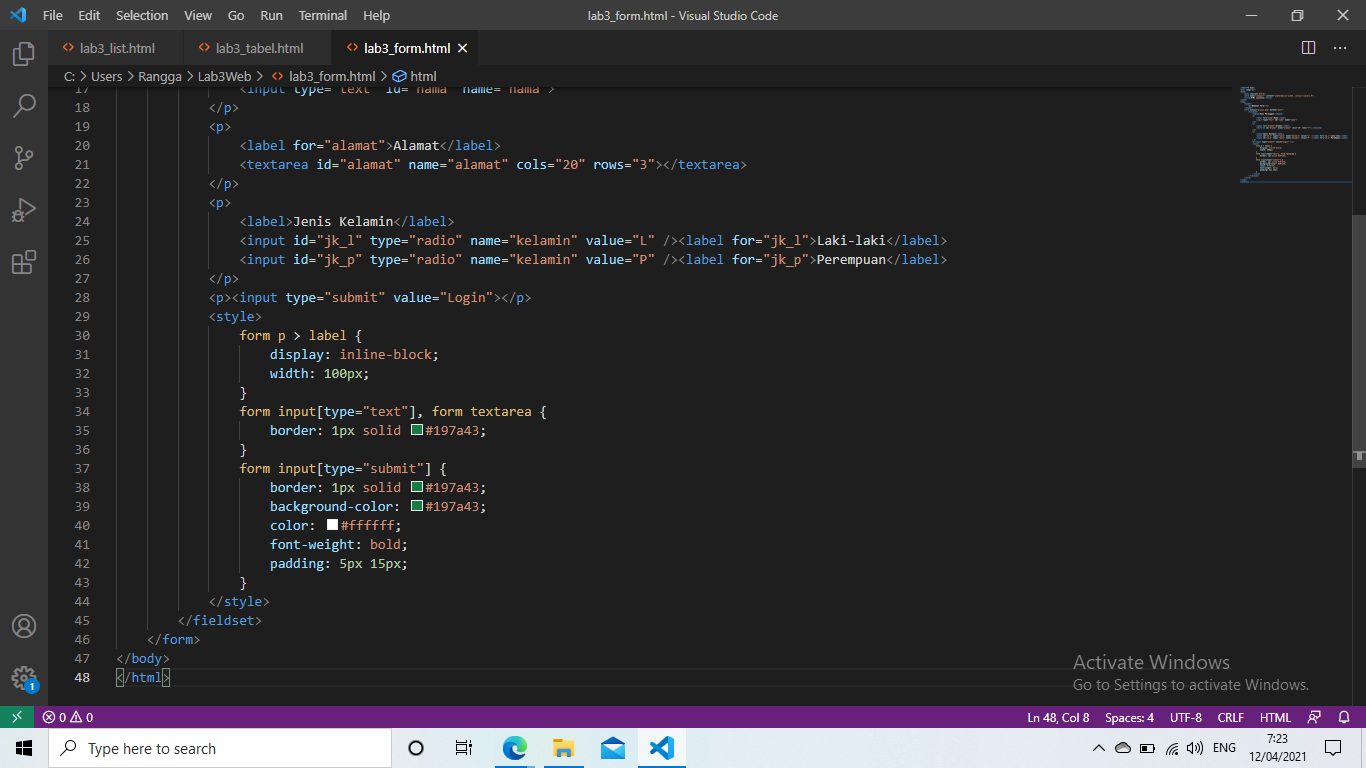 File Edit Selection View Go Run Terminal Help lab3_form.html - Visual Studio Code
lab3_list.html lab3_tabel.html lab3_form.html
C: > Users > Rangga > Lab3Web > lab3_form.html > html
17 <input type="text" id="nama" name="nama">
18 </p>
19 <p>
20 <label for="alamat">Alamat</label>
21 <textarea id="alamat" name="alamat" cols="20" rows="3"></textarea>
22 </p>
23 <p>
24 <label>Jenis Kelamin</label>
25 <input id="jk_l" type="radio" name="kelamin" value="L" /><label for="jk_l">Laki-laki</label>
26 <input id="jk_p" type="radio" name="kelamin" value="P" /><label for="jk_p">Perempuan</label>
27 </p>
28 <p><input type="submit" value="Login"></p>
29 <style>
30 form p > label {
31 display: inline-block;
32 width: 100px;
33 }
34 form input[type="text"], form textarea {
35 border: 1px solid #197a43;
36 }
37 form input[type="submit"] {
38 border: 1px solid #197a43;
39 background-color: #197a43;
40 color: #ffffff;
41 font-weight: bold;
42 padding: 5px 15px;
43 }
44 </style>
45 </fieldset>
46 </form>
47 </body>
48 </html>
Activate Windows
Go to Settings to activate Windows.
1
0 0 Ln 48, Col 8 Spaces: 4 UTF-8 CRLF HTML
Type here to search ENG 7:23
12/04/2021